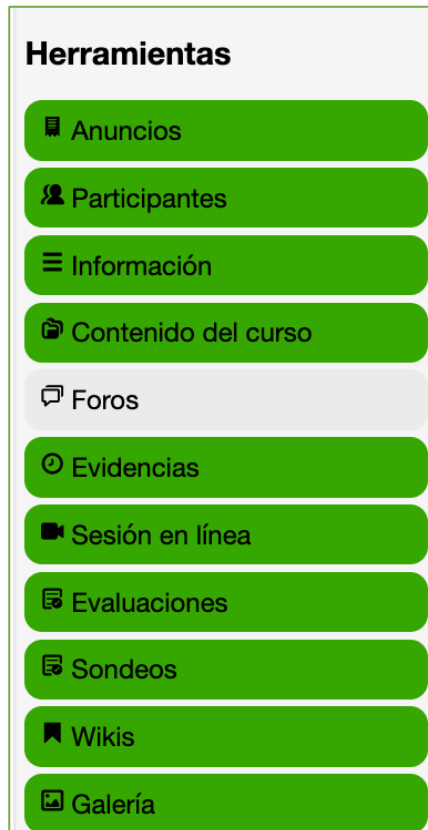 Herramientas
Anuncios
Participantes
Información
Contenido del curso
Foros
Evidencias
Sesión en línea
Evaluaciones
Sondeos
Wikis
Galería